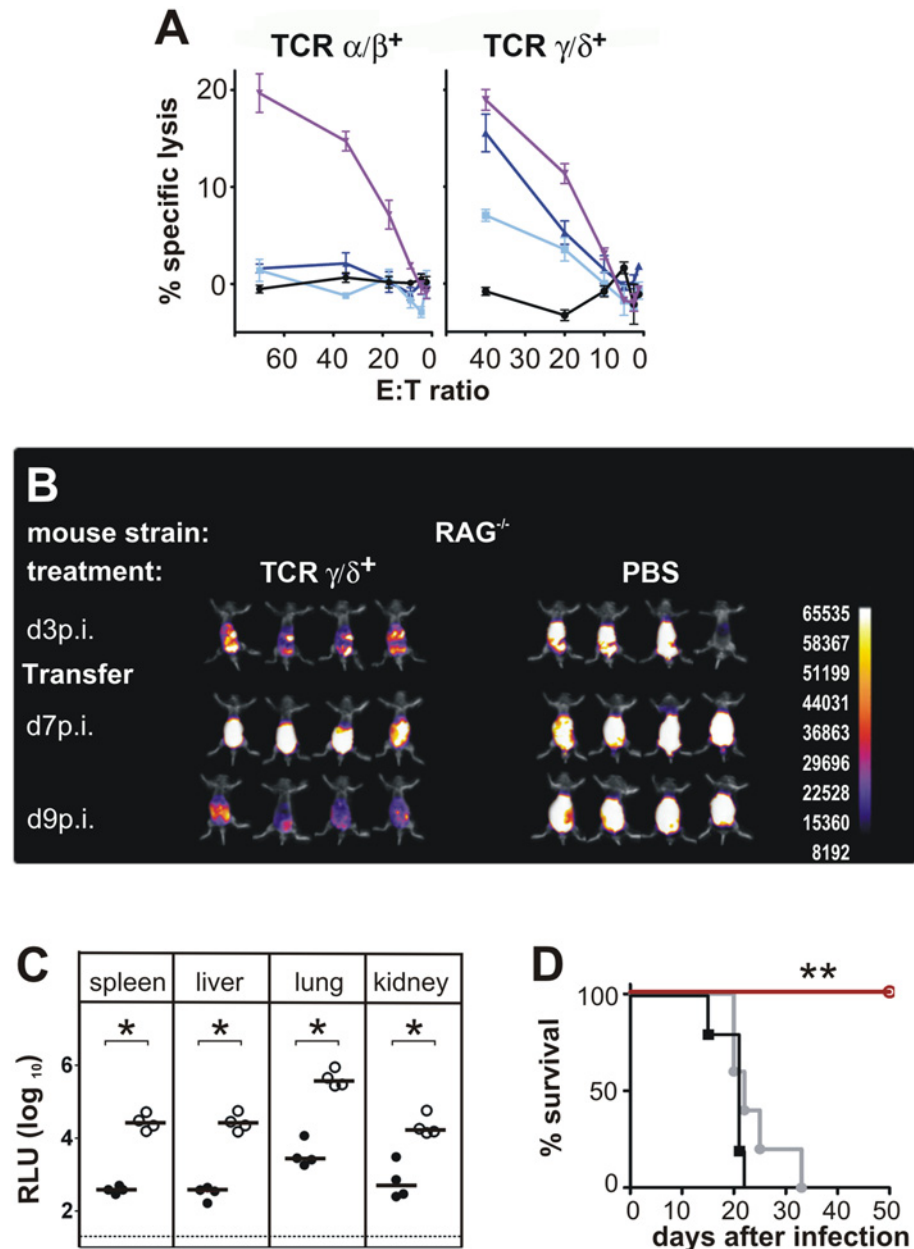 A
TCR α/β+ TCR γ/δ+
% specific lysis
20
10
0
60 40 20 0 40 30 20 10 0
E:T ratio
B
mouse strain: RAG-/-
treatment: TCR γ/δ+ PBS
d3p.i.
Transfer
d7p.i.
d9p.i.
65535
58367
51199
44031
36863
29696
22528
15360
8192
C
spleen liver lung kidney
* * * *
RLU (log 10)
6
4
2
D
**
% survival
100
50
0
0 10 20 30 40 50
days after infection